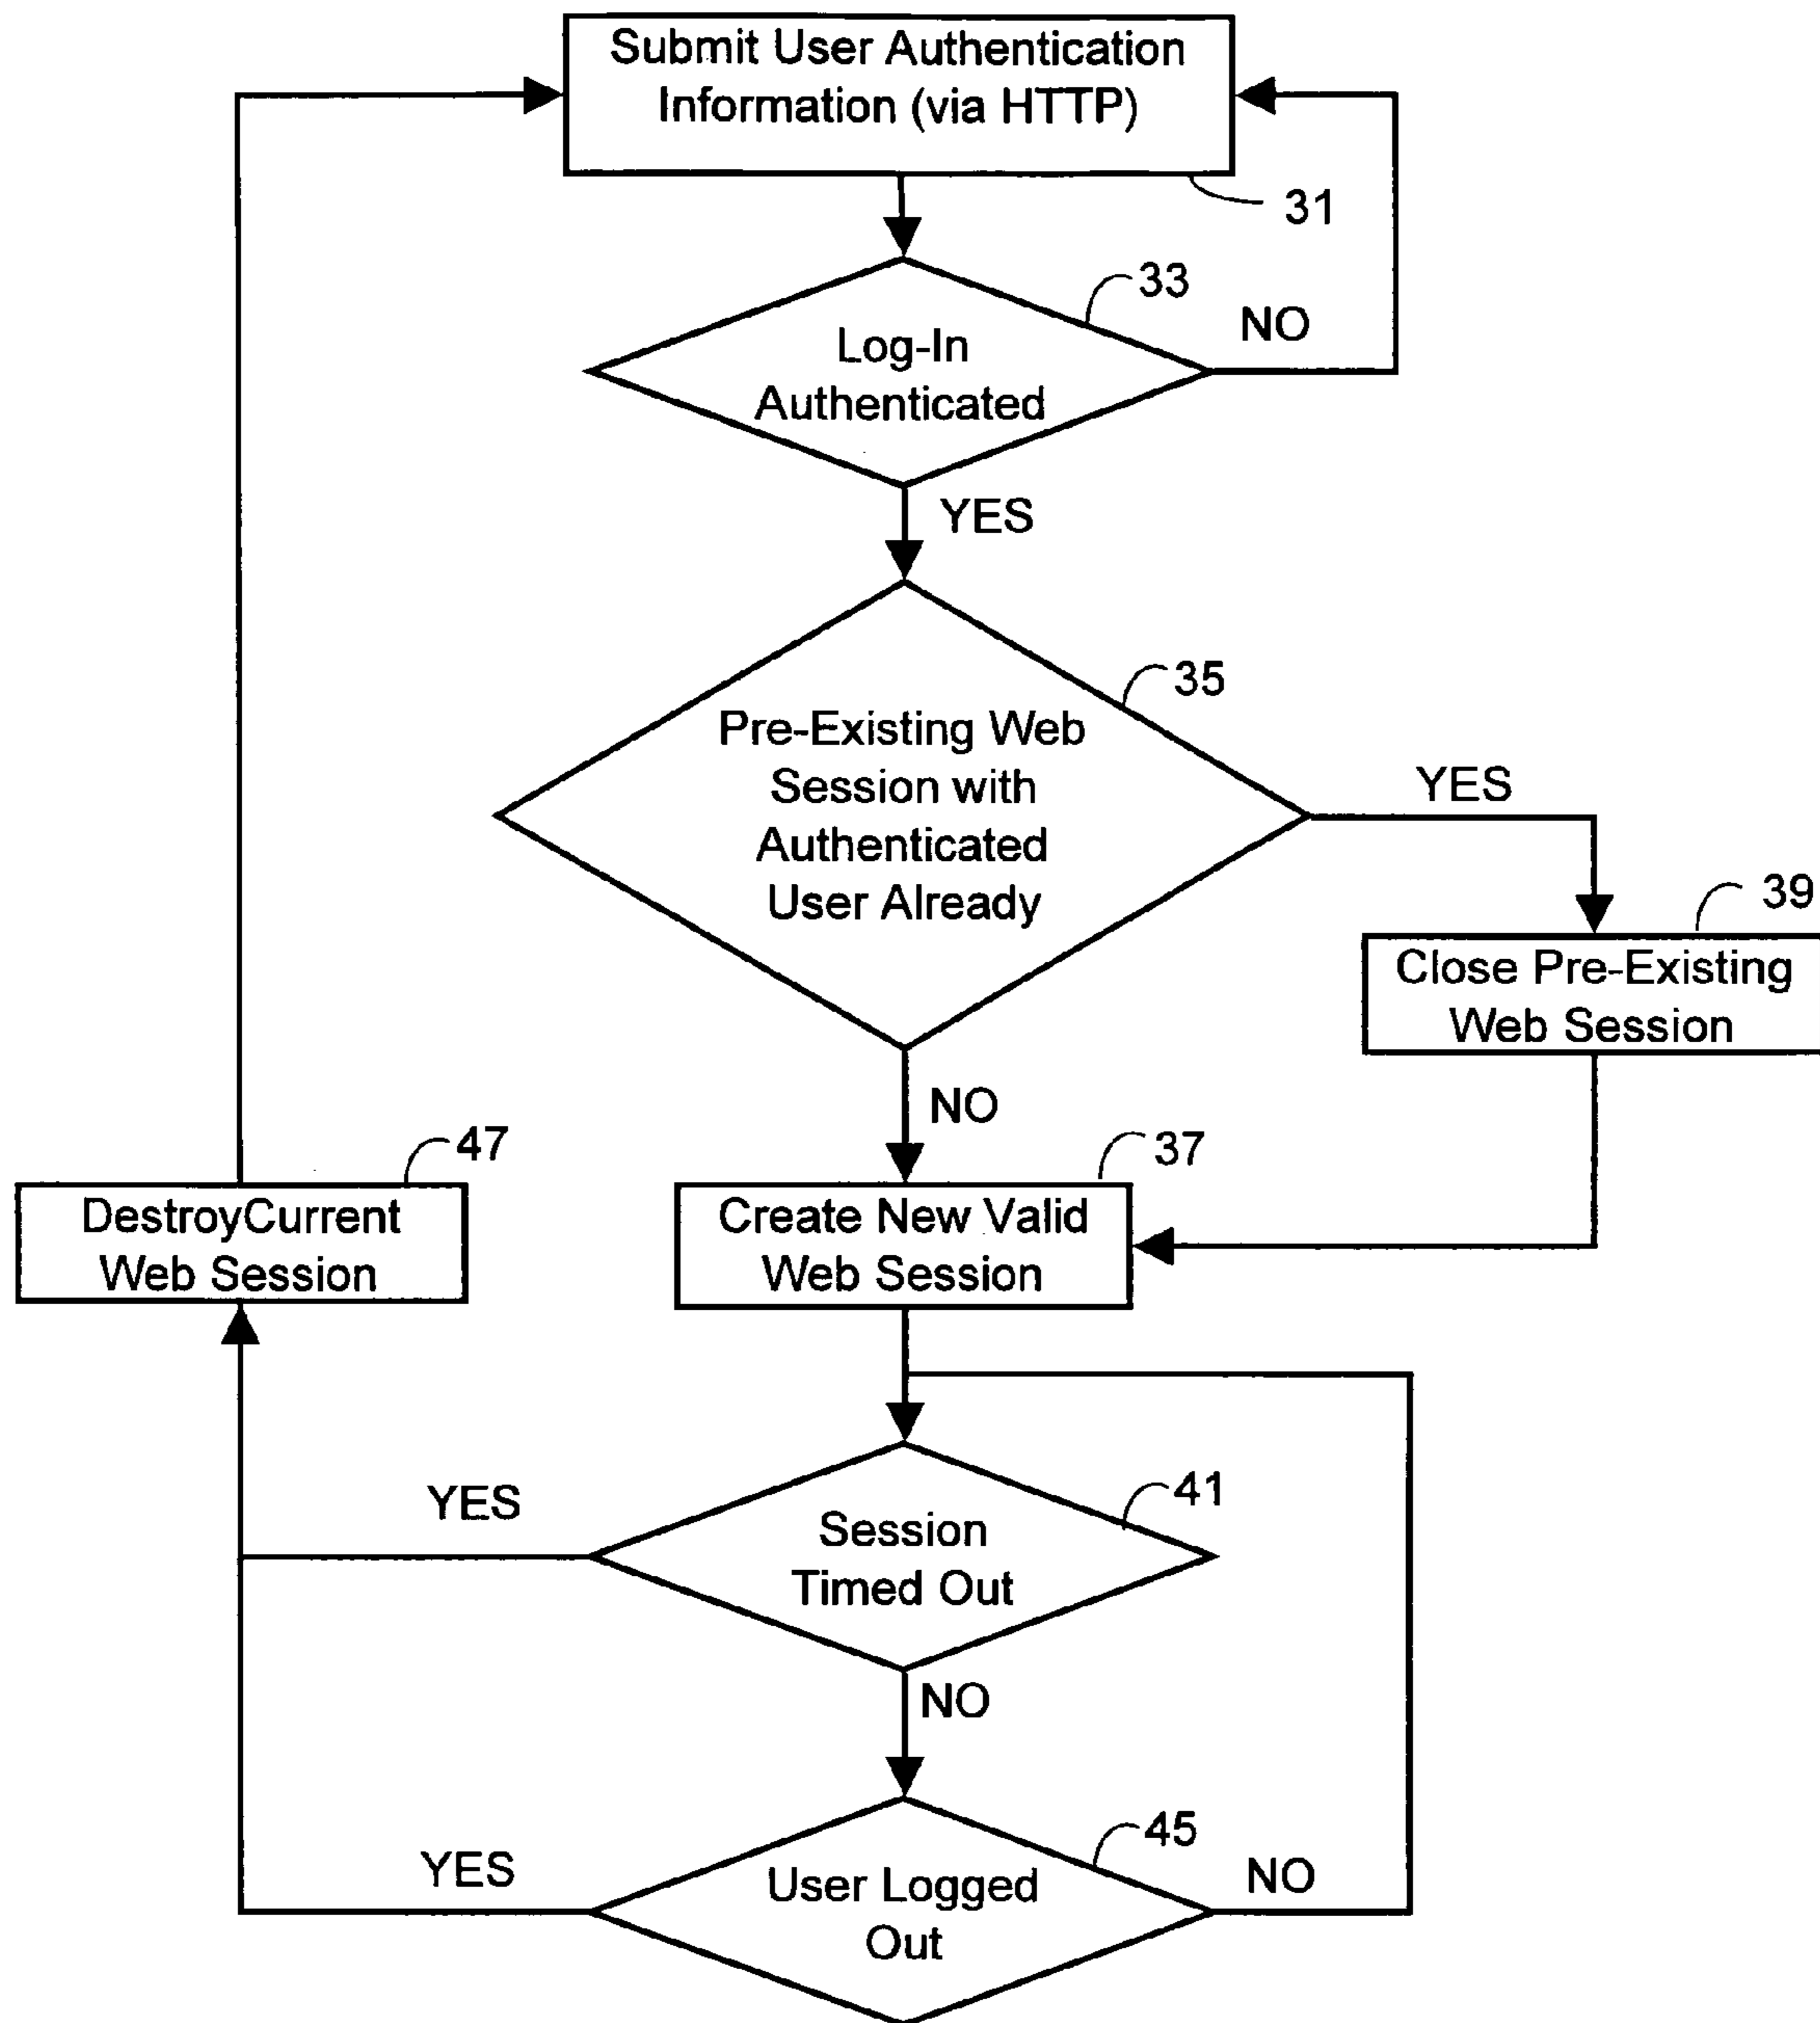 Submit User Authentication
Information (via HTTP)
31
33
NO
Log-In
Authenticated
YES
35
Pre-Existing Web
Session with
Authenticated
User Already
YES
39
Close Pre-Existing
Web Session
NO
37
47
DestroyCurrent
Web Session
Create New Valid
Web Session
41
YES
Session
Timed Out
NO
45
YES
User Logged
Out
NO